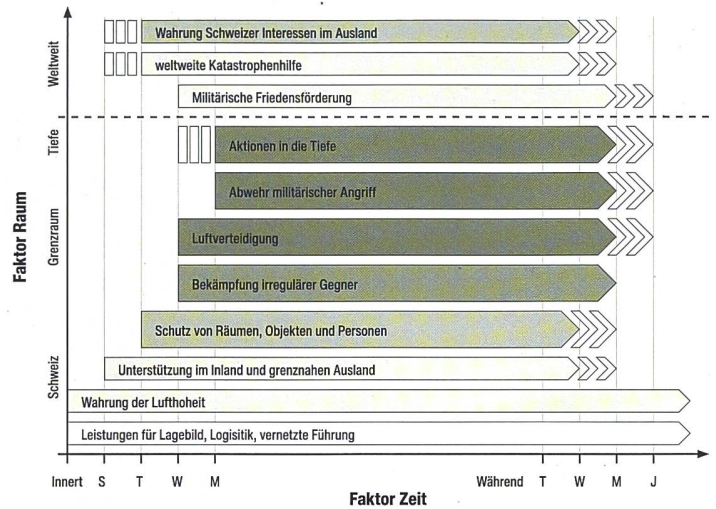 Wahrung Schweizer Interessen im Ausland
weltweite Katastrophenhilfe
Militärische Friedensförderung
Aktionen in die Tiefe
Abwehr militärischer Angriff
Luftverteidigung
Bekämpfung irregulärer Gegner
Schutz von Räumen, Objekten und Personen
Unterstützung im Inland und grenznahen Ausland
Wahrung der Lufthoheit
Leistungen für Lagebild, Logisitik, vernetzte Führung
Weltweit
Tiefe
Grenzraum
Schweiz
Faktor Raum
Innert S T W M Während T W M J
Faktor Zeit